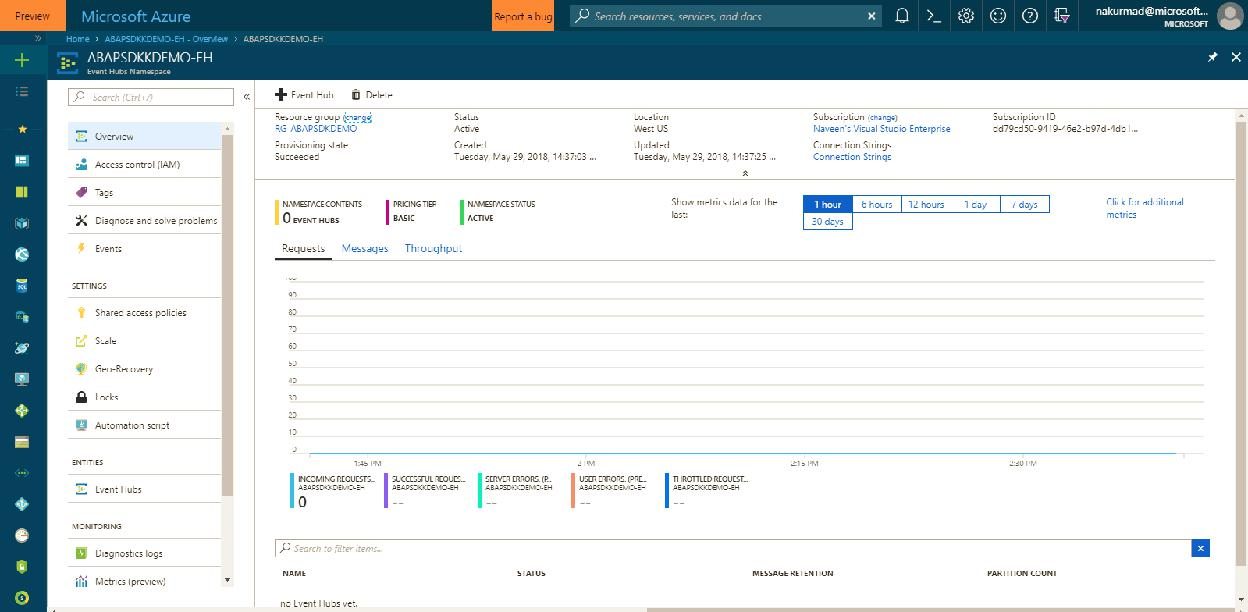 Preview
Microsoft Azure
Report a bug
Search resources, services, and docs
nakurmad@microsoft...
MICROSOFT
Home > ABAPSDKKDEMO-EH - Overview > ABAPSDKKDEMO-EH
ABAPSDKKDEMO-EH
Event Hubs Namespace
Search (Ctrl+/)
Overview
Access control (IAM)
Tags
Diagnose and solve problems
Events
SETTINGS
Shared access policies
Scale
Geo-Recovery
Locks
Automation script
ENTITIES
Event Hubs
MONITORING
Diagnostics logs
Metrics (preview)
Event Hub
Delete
Resource group (change)
RG_ABAPSDKDEMO
Status
Active
Location
West US
Subscription (change)
Naveen's Visual Studio Enterprise
Subscription ID
Provisioning state
Succeeded
Created
Tuesday, May 29, 2018, 14:37:03 ...
Updated
Tuesday, May 29, 2018, 14:37:25 ...
Connection Strings
Connection Strings
NAMESPACE CONTENTS
0 EVENT HUBS
PRICING TIER
BASIC
NAMESPACE STATUS
ACTIVE
Show metrics data for the
last:
1 hour
6 hours
12 hours
1 day
7 days
30 days
Click for additional
metrics
Requests
Messages
Throughput
90
80
70
60
50
40
30
20
10
0
1:45 PM
2 PM
2:15 PM
2:30 PM
INCOMING REQUESTS...
ABAPSDKKDEMO-EH
0
SUCCESSFUL REQUES...
ABAPSDKKDEMO-EH
--
SERVER ERRORS. (P...
ABAPSDKKDEMO-EH
--
USER ERRORS. (PRE...
ABAPSDKKDEMO-EH
--
THROTTLED REQUEST...
ABAPSDKKDEMO-EH
--
Search to filter items...
NAME
STATUS
MESSAGE RETENTION
PARTITION COUNT
no Event Hubs yet.